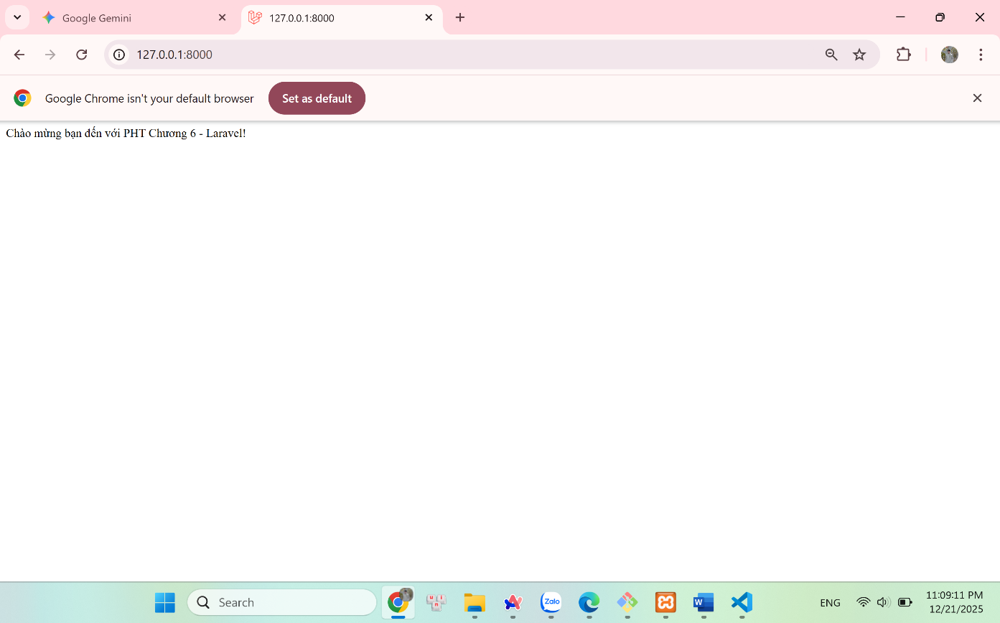 Google Gemini
127.0.0.1:8000
127.0.0.1:8000
Google Chrome isn't your default browser
Set as default
Chào mừng bạn đến với PHT Chương 6 - Laravel!
Search
Zalo
W
ENG
11:09:11 PM
12/21/2025